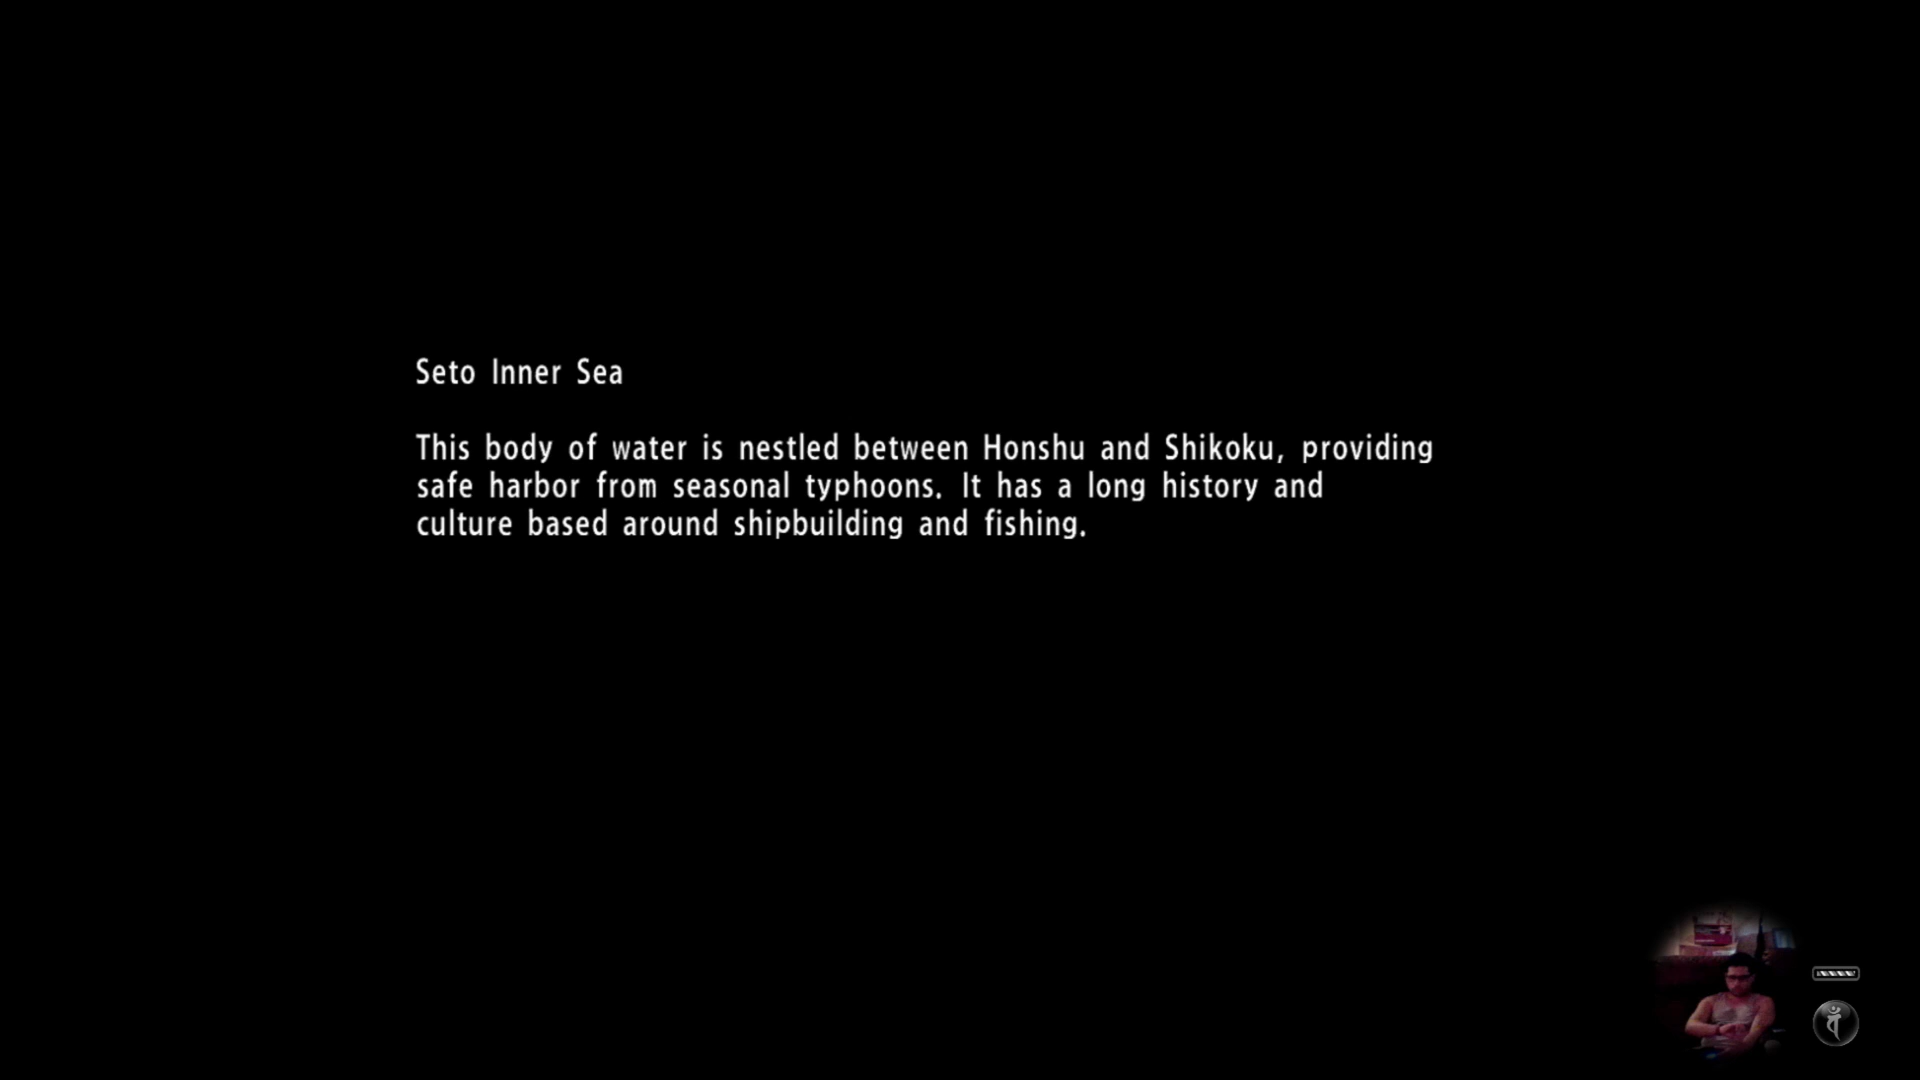 Seto Inner Sea
This body of water is nestled between Honshu and Shikoku, providing
safe harbor from seasonal typhoons. It has a long history and
culture based around shipbuilding and fishing.